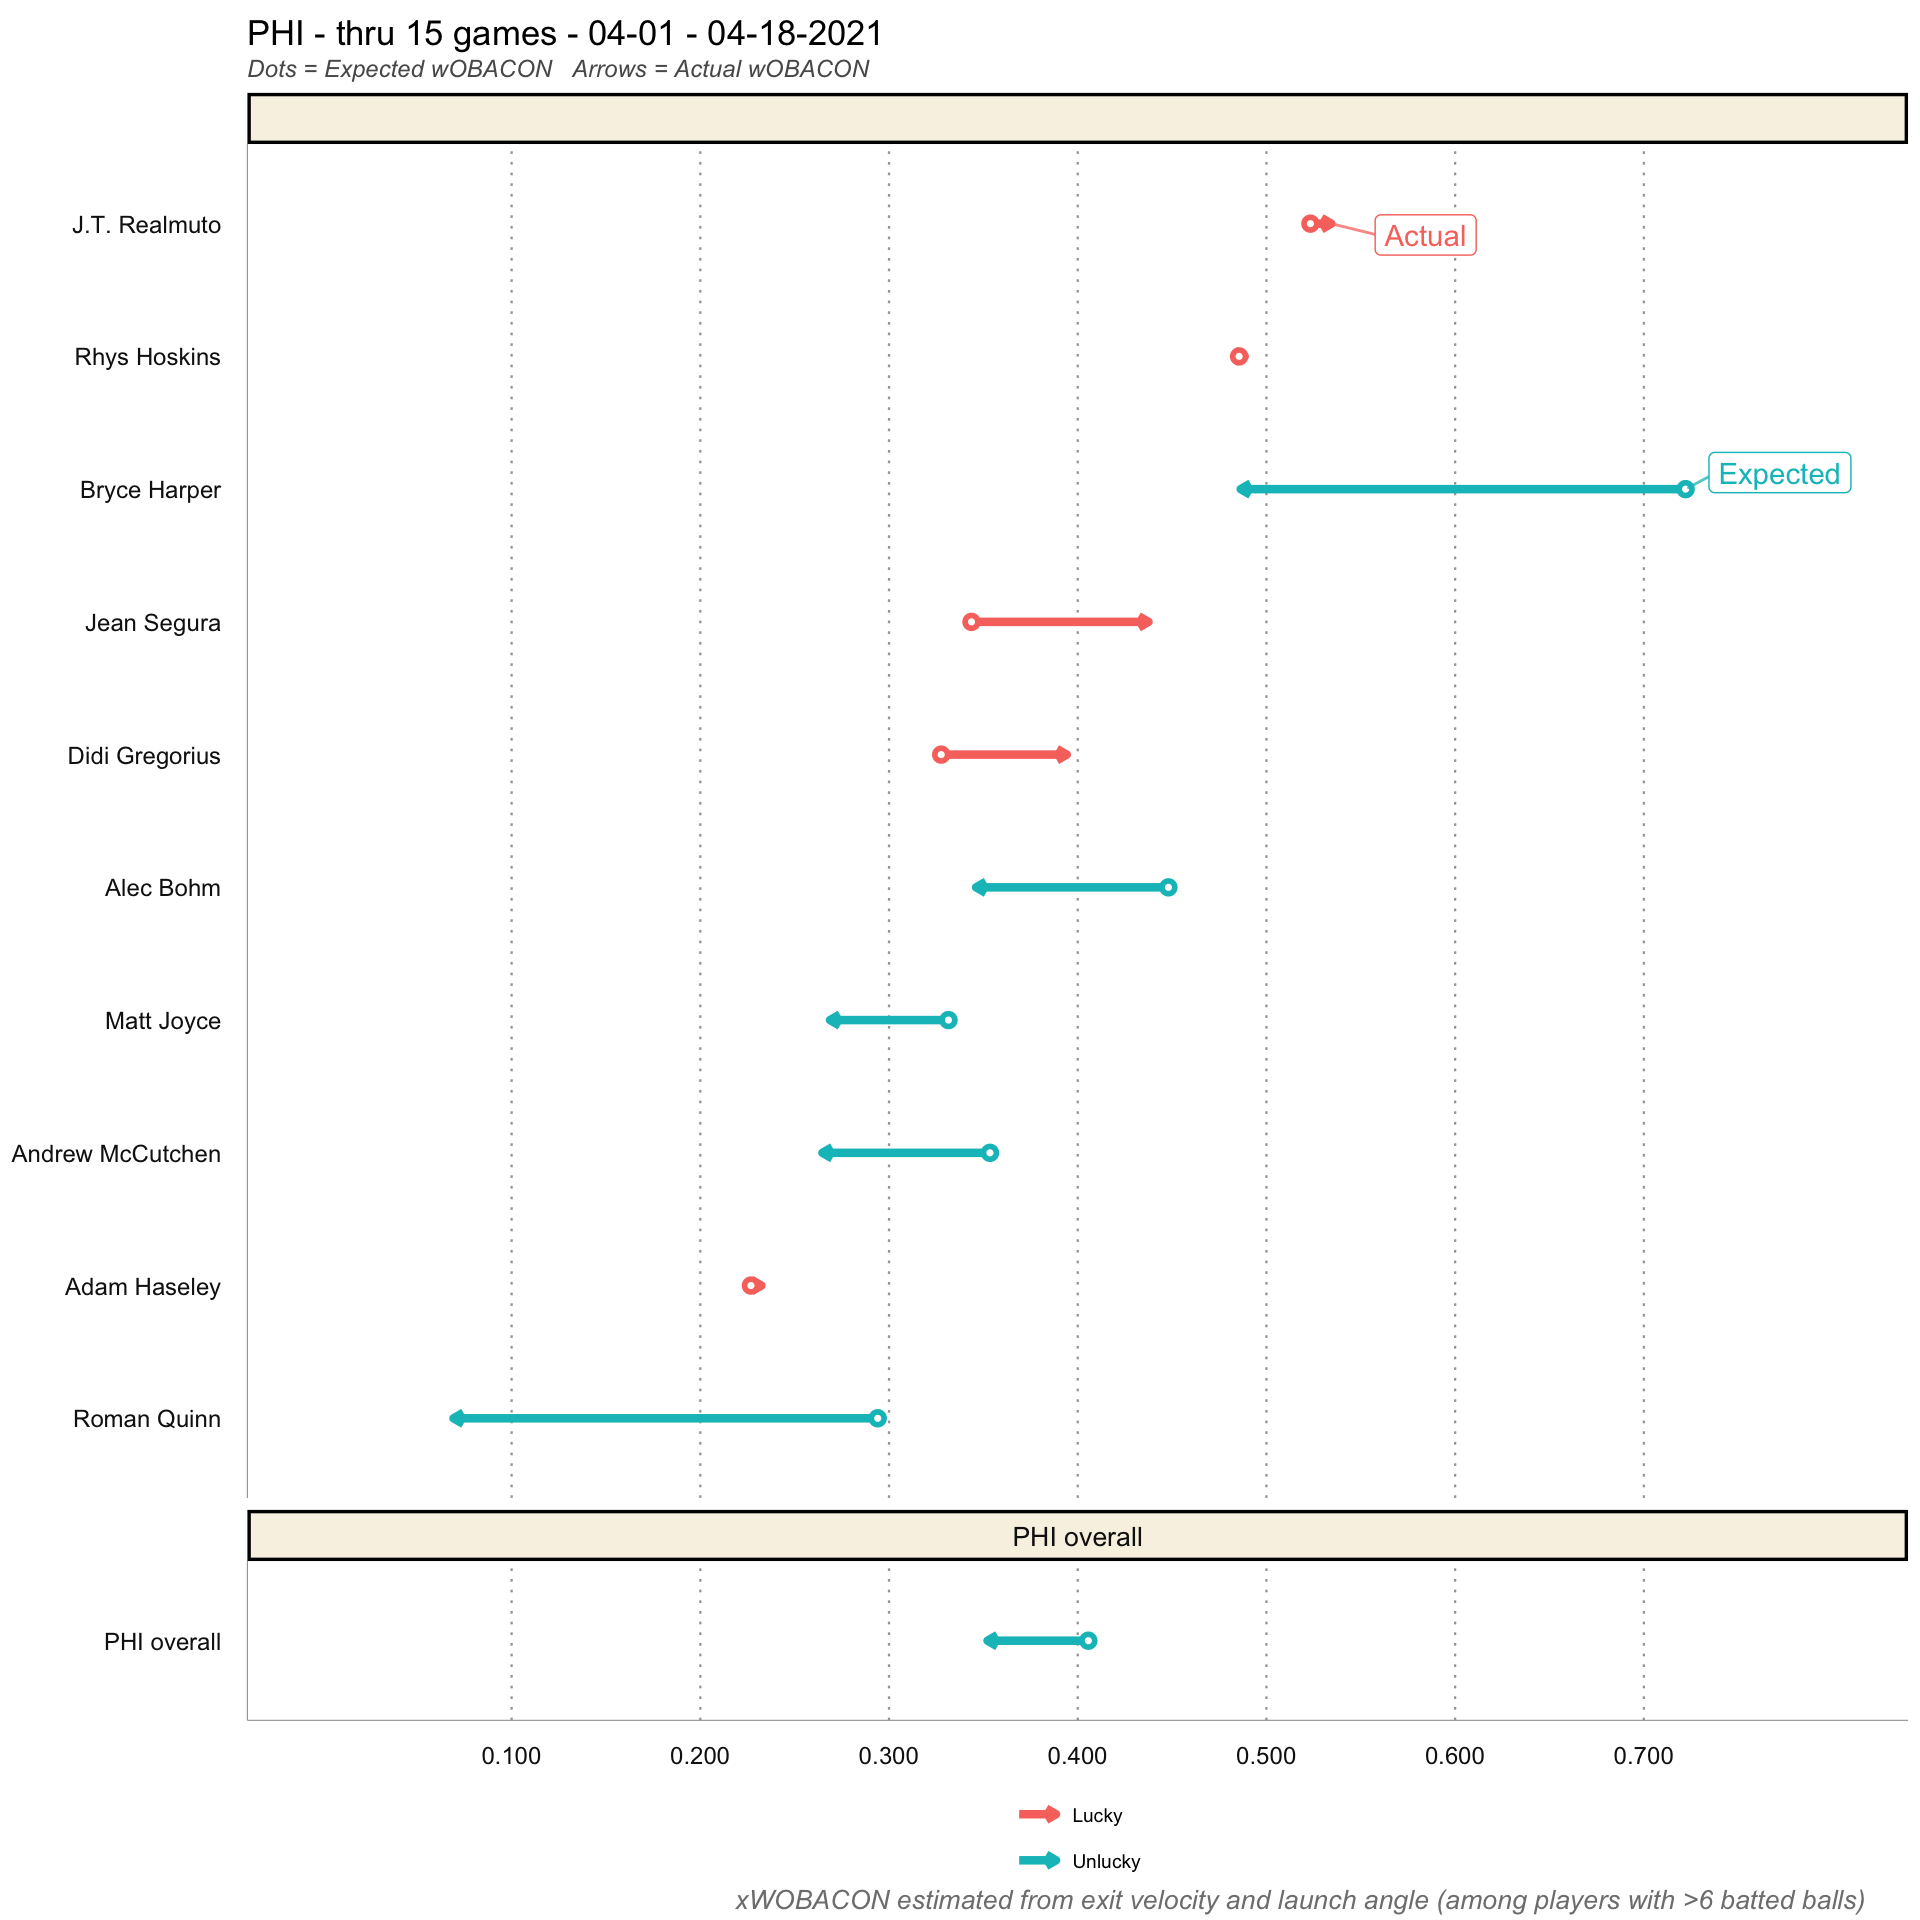 PHI - thru 15 games - 04-01 - 04-18-2021
Dots = Expected wOBACON   Arrows = Actual wOBACON
J.T. Realmuto
Actual
Rhys Hoskins
Bryce Harper
Expected
Jean Segura
Didi Gregorius
Alec Bohm
Matt Joyce
Andrew McCutchen
Adam Haseley
Roman Quinn
PHI overall
PHI overall
0.100 0.200 0.300 0.400 0.500 0.600 0.700
Lucky
Unlucky
xWOBACON estimated from exit velocity and launch angle (among players with >6 batted balls)